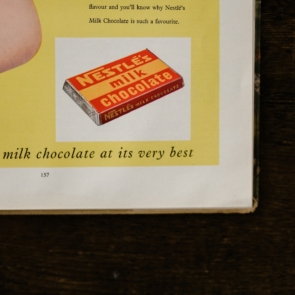 flavour and you'll know why Nestlé's
Milk Chocolate is such a favourite.
NESTLÉ'S
milk
chocolate
NESTLÉ'S MILK CHOCOLATE
milk chocolate at its very best
137